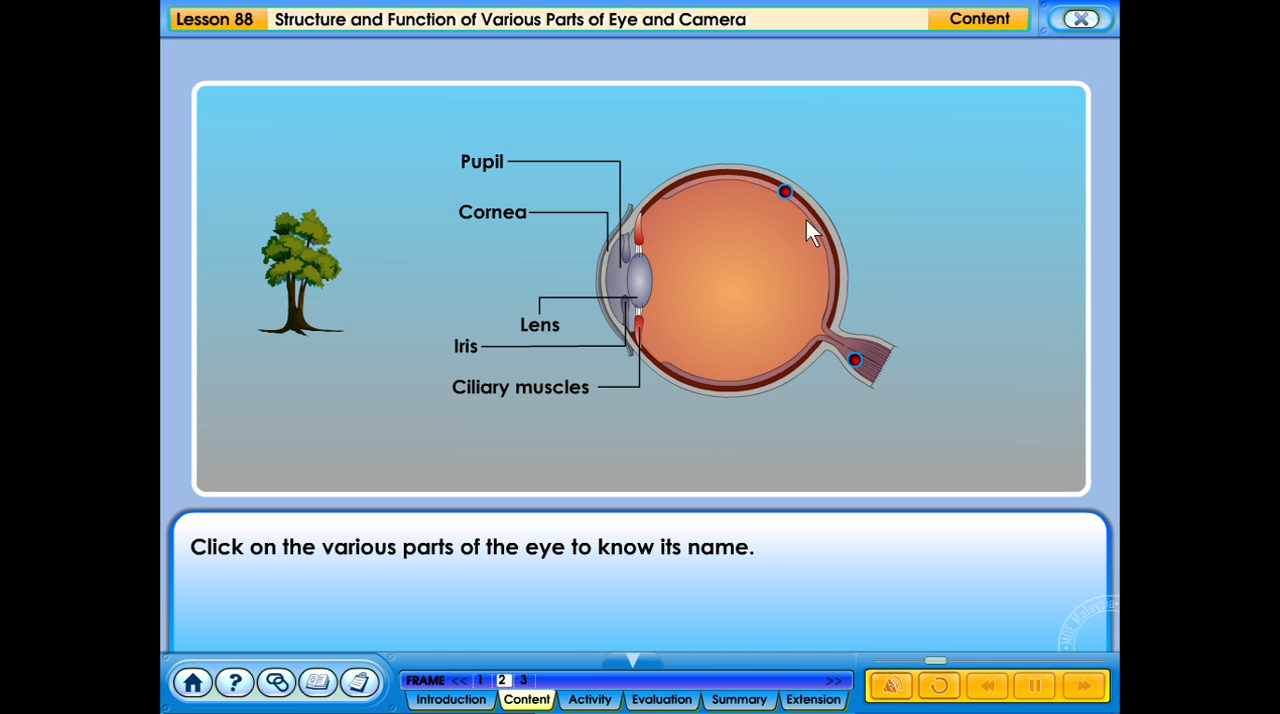 Lesson 88
Structure and Function of Various Parts of Eye and Camera
Content
Pupil
Cornea
Lens
Iris
Ciliary muscles
Click on the various parts of the eye to know its name.
MOE Malaysia
FRAME << 1 2 3 >>
Introduction Content Activity Evaluation Summary Extension